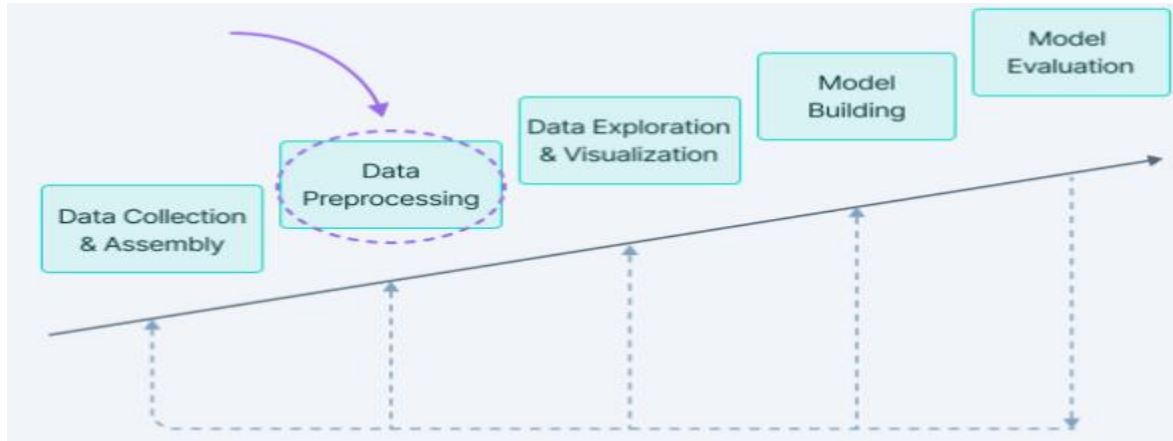 Data Collection
& Assembly
Data
Preprocessing
Data Exploration
& Visualization
Model
Building
Model
Evaluation